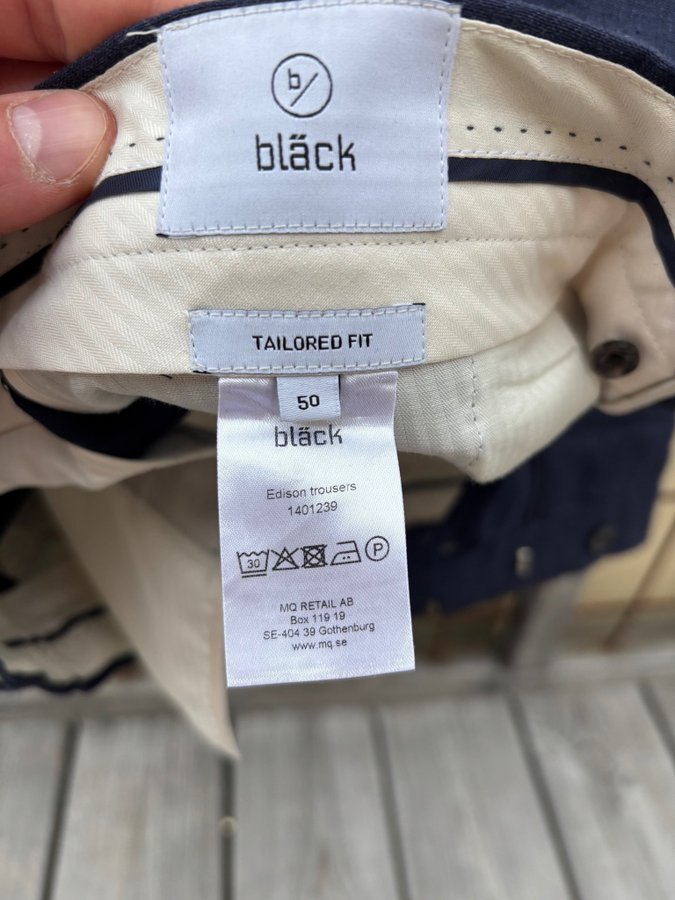 b/
bläck
TAILORED FIT
50
bläck
Edison trousers
1401239
30 P
MQ RETAIL AB
Box 119 19
SE-404 39 Gothenburg
www.mq.se